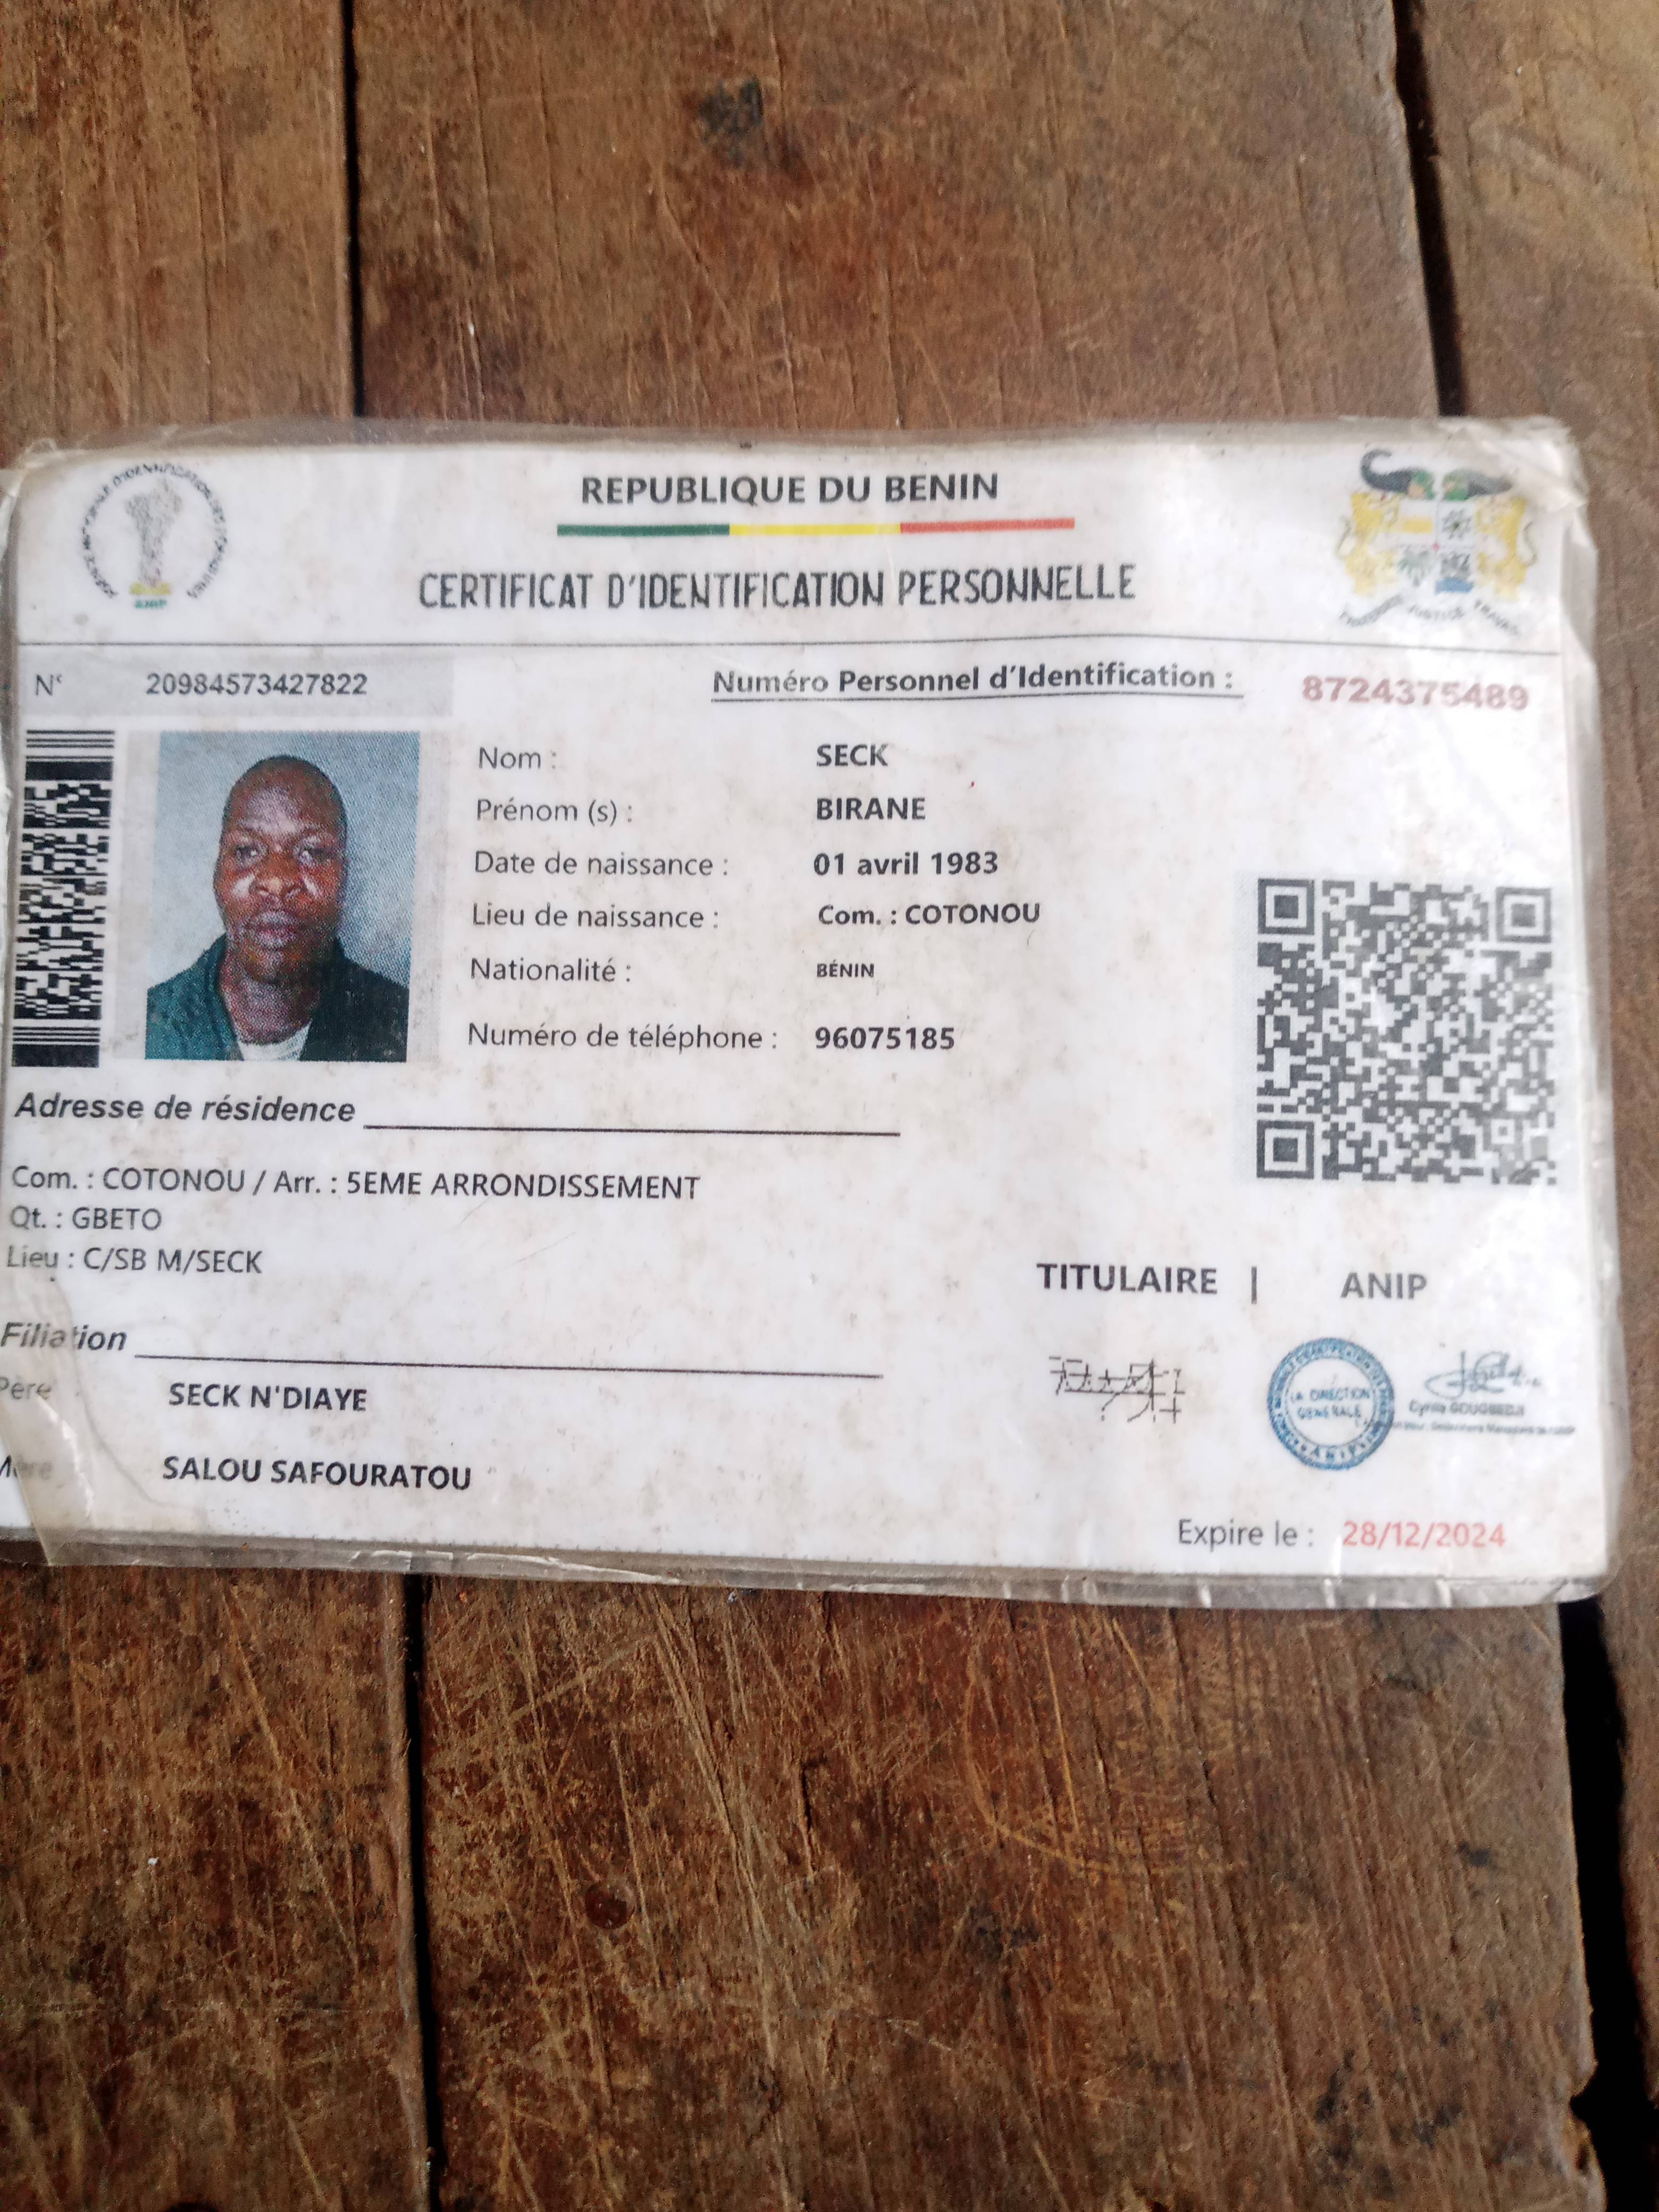 REPUBLIQUE DU BENIN
CERTIFICAT D'IDENTIFICATION PERSONNELLE
N° 20984573427822
Numéro Personnel d'Identification : 8724375489
Nom : SECK
Prénom (s) : BIRANE
Date de naissance : 01 avril 1983
Lieu de naissance : Com. : COTONOU
Nationalité : BÉNIN
Numéro de téléphone : 96075185
Adresse de résidence
Com. : COTONOU / Arr. : 5EME ARRONDISSEMENT
Qt. : GBETO
Lieu : C/SB M/SECK
TITULAIRE | ANIP
Filiation
Père SECK N'DIAYE
LA DIRECTION
GENERALE
Mère SALOU SAFOURATOU
Expire le : 28/12/2024